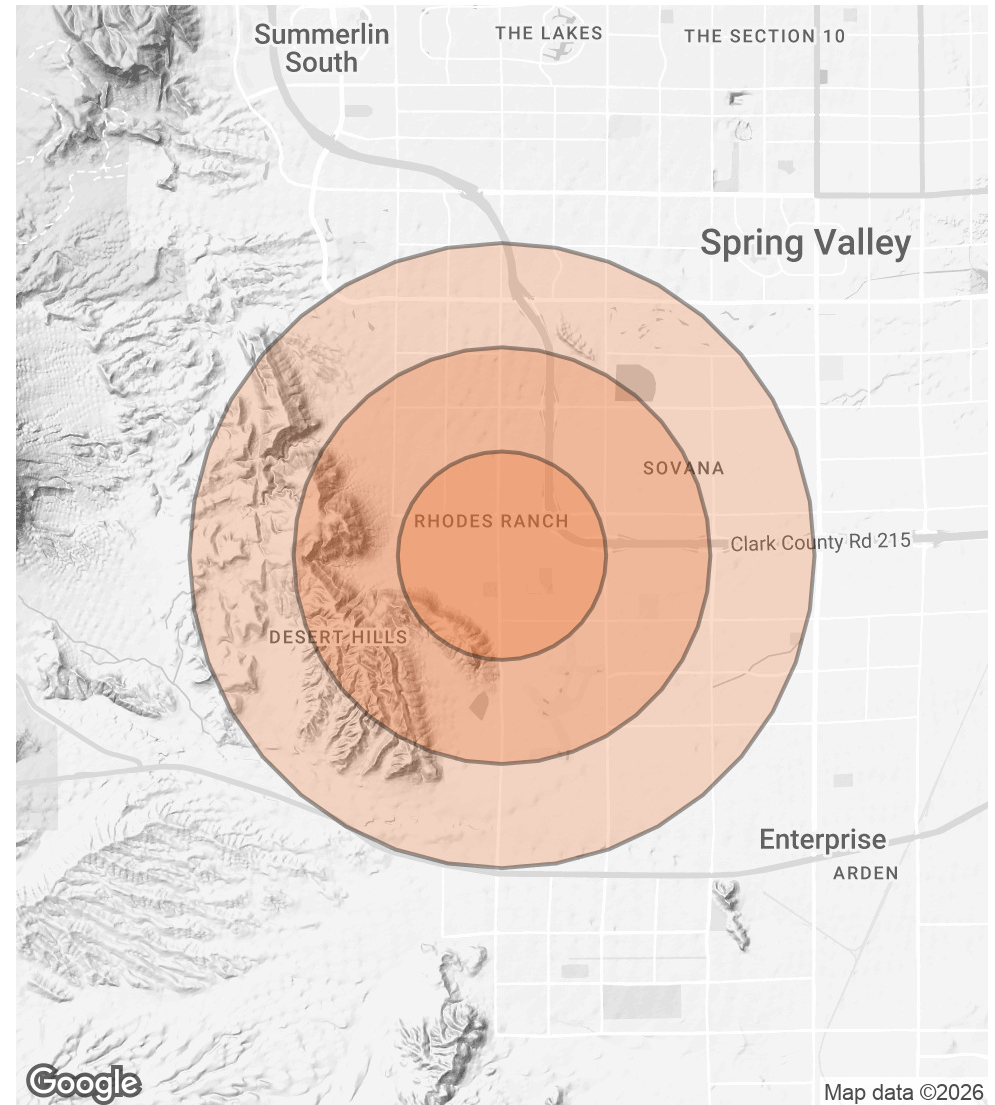 Summerlin
South
THE LAKES
THE SECTION 10
Spring Valley
SOVANA
RHODES RANCH
Clark County Rd 215
DESERT HILLS
Enterprise
ARDEN
Google
Map data ©2026